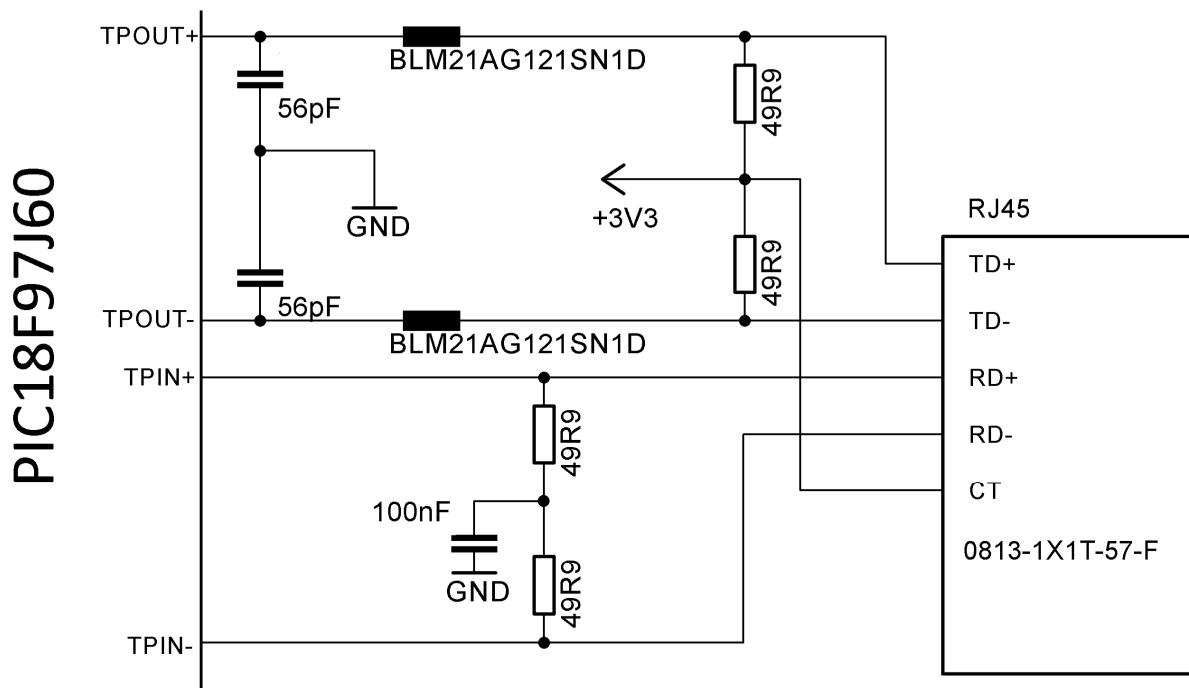 TPOUT+
BLM21AG121SN1D
56pF
49R9
GND
+3V3
PIC18F97J60
RJ45
TD+
49R9
56pF
TPOUT-
TD-
BLM21AG121SN1D
TPIN+
RD+
49R9
RD-
CT
100nF
0813-1X1T-57-F
GND
49R9
TPIN-